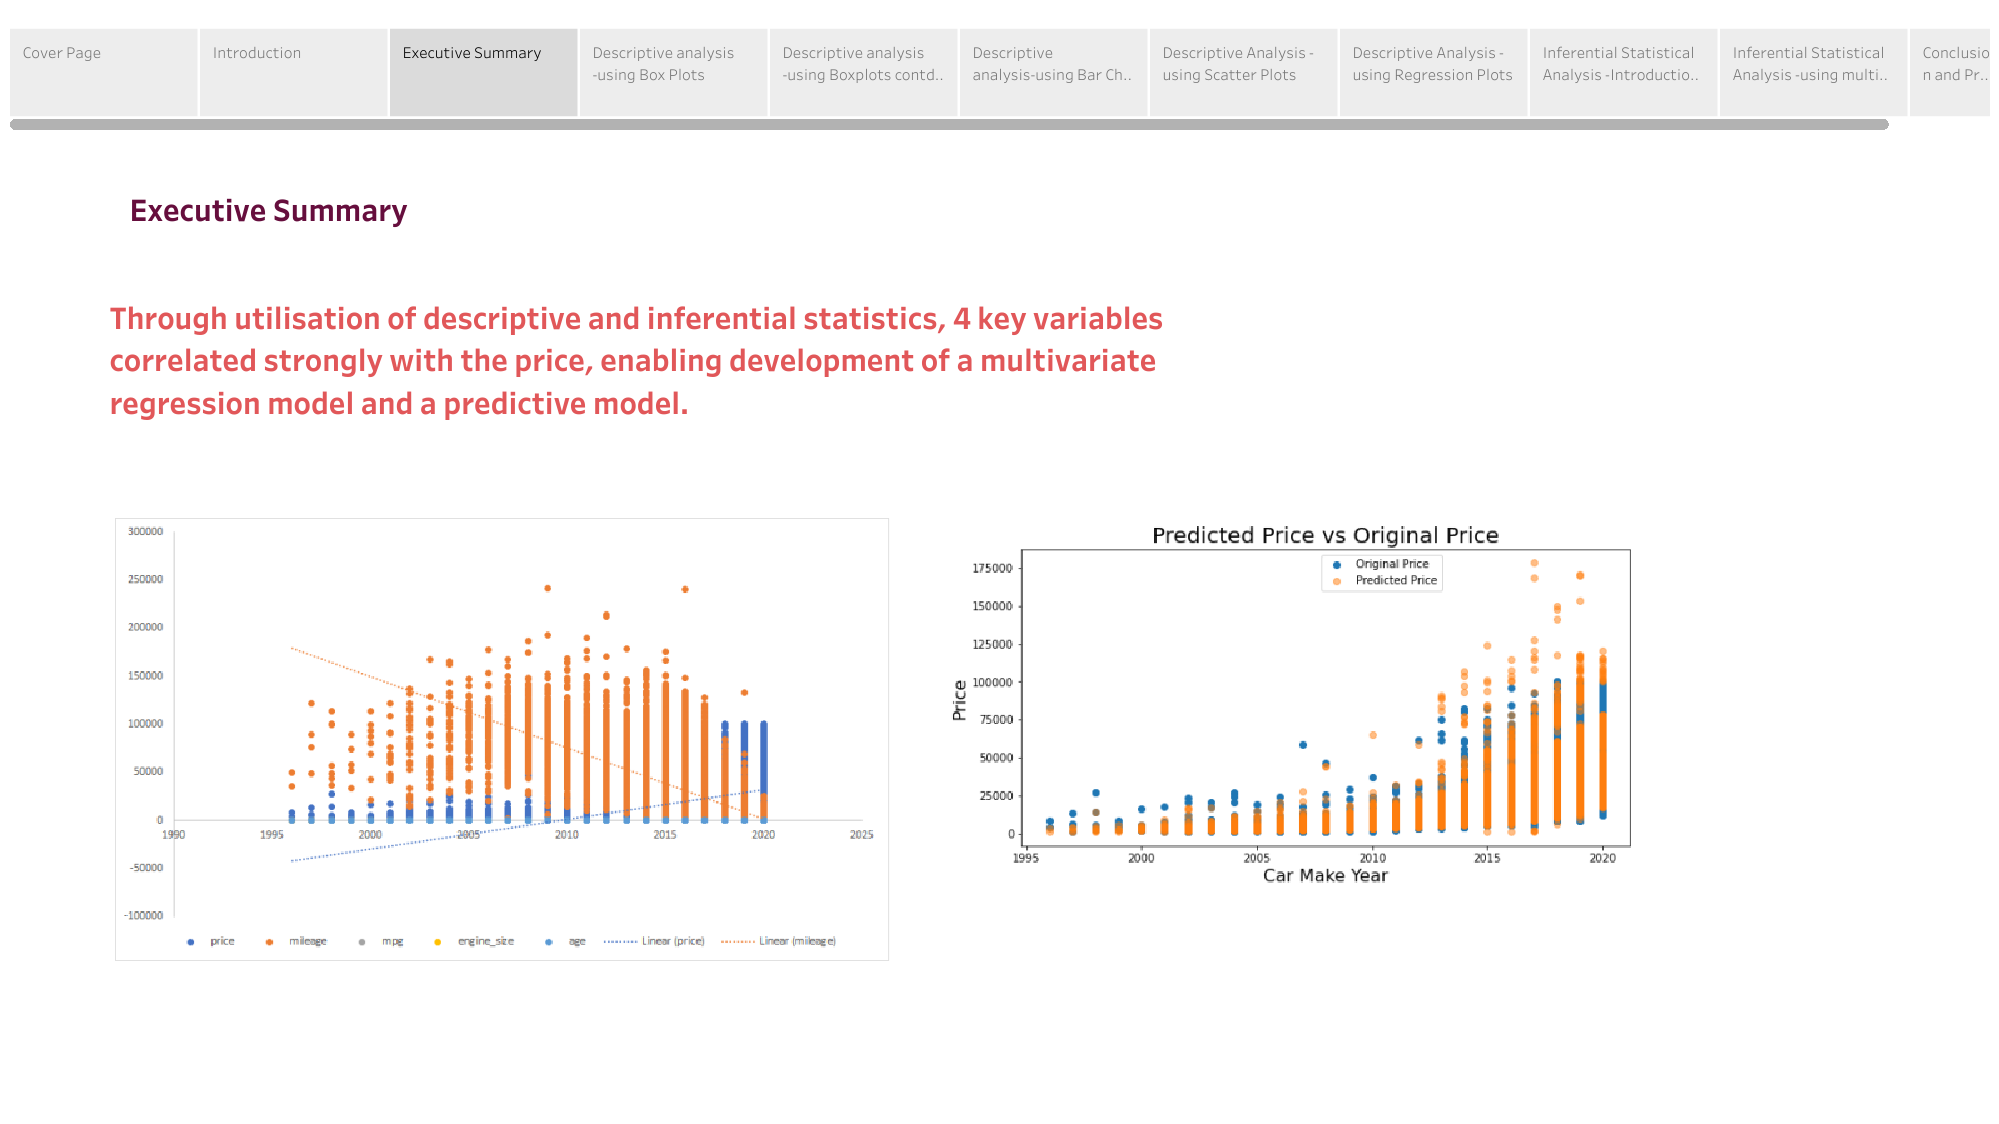 Cover Page
Introduction
Executive Summary
Descriptive analysis
-using Box Plots
Descriptive analysis
-using Boxplots contd..
Descriptive
analysis-using Bar Ch..
Descriptive Analysis -
using Scatter Plots
Descriptive Analysis -
using Regression Plots
Inferential Statistical
Analysis -Introductio..
Inferential Statistical
Analysis -using multi..
Conclusio
n and Pr..
Executive Summary
Through utilisation of descriptive and inferential statistics, 4 key variables
correlated strongly with the price, enabling development of a multivariate
regression model and a predictive model.
300000
250000
200000
150000
100000
50000
0
-50000
-100000
1990
1995
2000
2005
2010
2015
2020
2025
price
mileage
mpg
engine_size
age
Linear (price)
Linear (mileage)
Predicted Price vs Original Price
Original Price
Predicted Price
Price
175000
150000
125000
100000
75000
50000
25000
0
1995
2000
2005
2010
2015
2020
Car Make Year